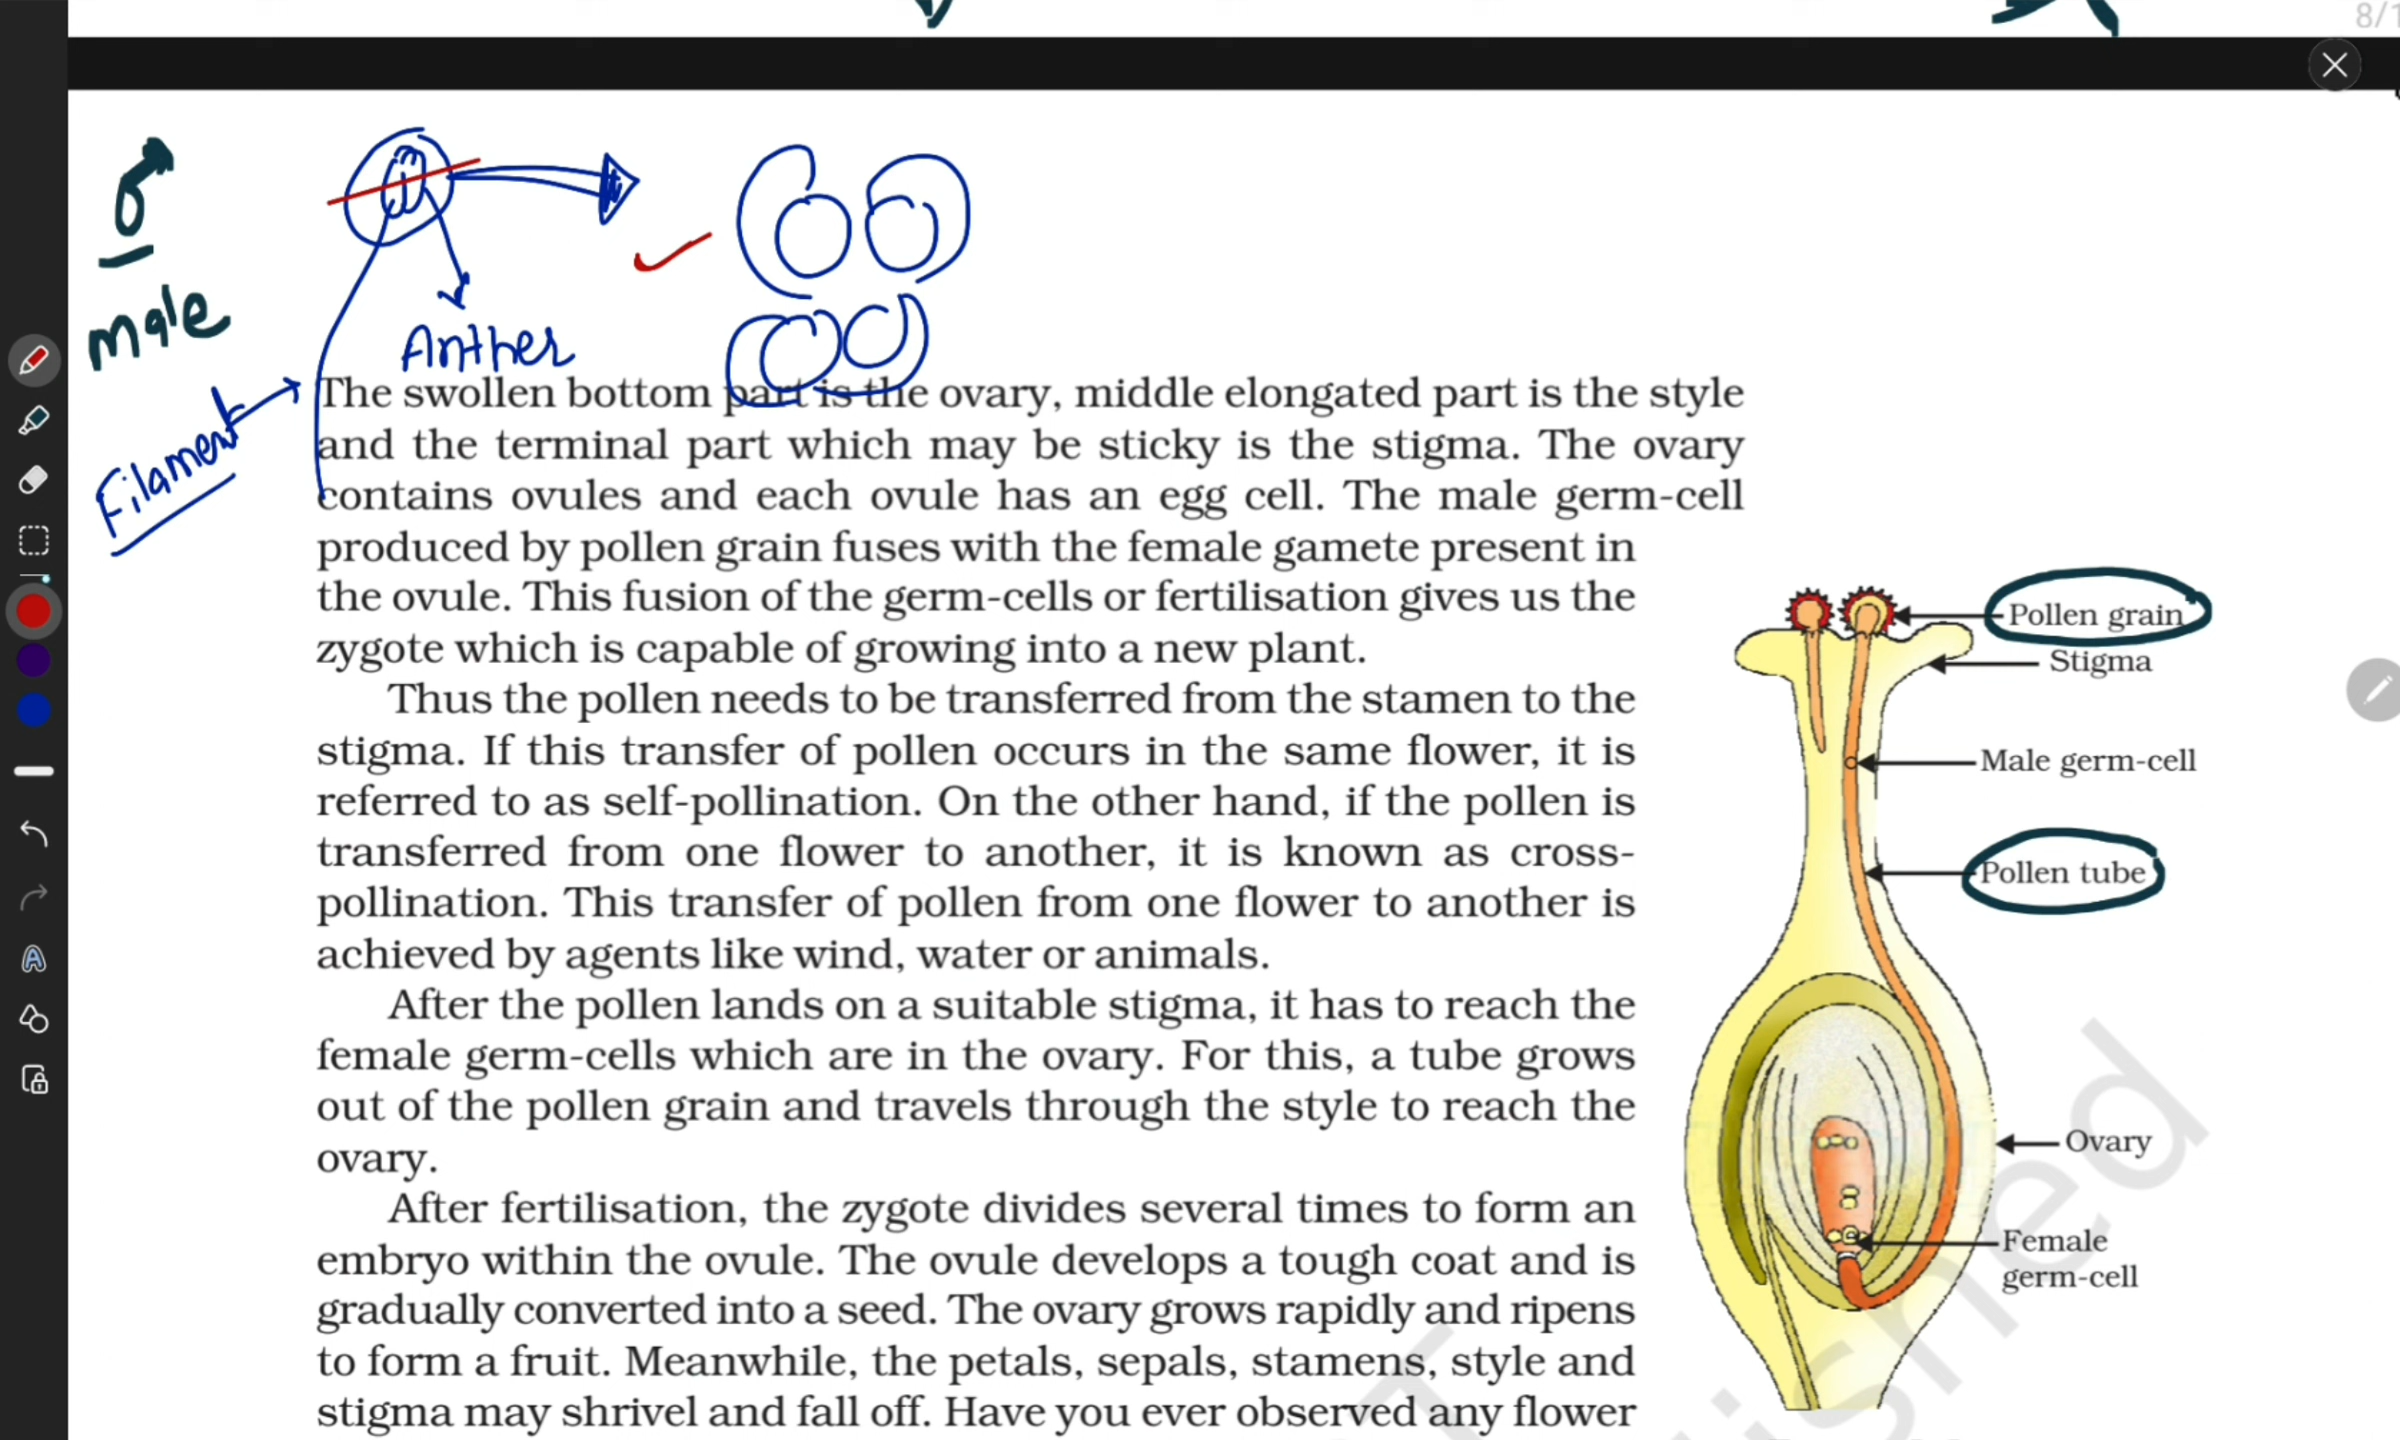 8/1
male
Anther
Filament
The swollen bottom part is the ovary, middle elongated part is the style
and the terminal part which may be sticky is the stigma. The ovary
contains ovules and each ovule has an egg cell. The male germ-cell
produced by pollen grain fuses with the female gamete present in
the ovule. This fusion of the germ-cells or fertilisation gives us the
zygote which is capable of growing into a new plant.
Thus the pollen needs to be transferred from the stamen to the
stigma. If this transfer of pollen occurs in the same flower, it is
referred to as self-pollination. On the other hand, if the pollen is
transferred from one flower to another, it is known as cross-
pollination. This transfer of pollen from one flower to another is
achieved by agents like wind, water or animals.
After the pollen lands on a suitable stigma, it has to reach the
female germ-cells which are in the ovary. For this, a tube grows
out of the pollen grain and travels through the style to reach the
ovary.
After fertilisation, the zygote divides several times to form an
embryo within the ovule. The ovule develops a tough coat and is
gradually converted into a seed. The ovary grows rapidly and ripens
to form a fruit. Meanwhile, the petals, sepals, stamens, style and
stigma may shrivel and fall off. Have you ever observed any flower
Pollen grain
Stigma
Male germ-cell
Pollen tube
Ovary
Female
germ-cell